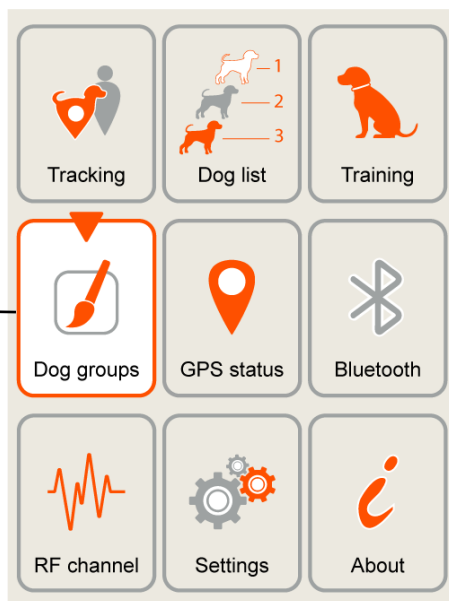 1
2
3
Tracking
Dog list
Training
Dog groups
GPS status
Bluetooth
RF channel
Settings
About